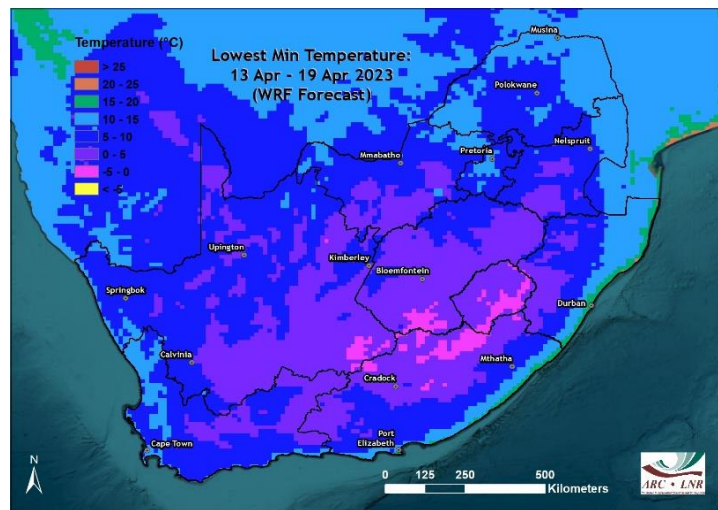 Temperature (°C)
> 25
20 - 25
15 - 20
10 - 15
5 - 10
0 - 5
-5 - 0
< -5
Lowest Min Temperature:
13 Apr - 19 Apr 2023
(WRF Forecast)
Musina
Polokwane
Nelspruit
Pretoria
Mmabatho
Upington
Kimberley
Bloemfontein
Springbok
Durban
Calvinia
Mthatha
Cradock
Cape Town
Port
Elizabeth
N
0 125 250 500
Kilometers
ARC • LNR